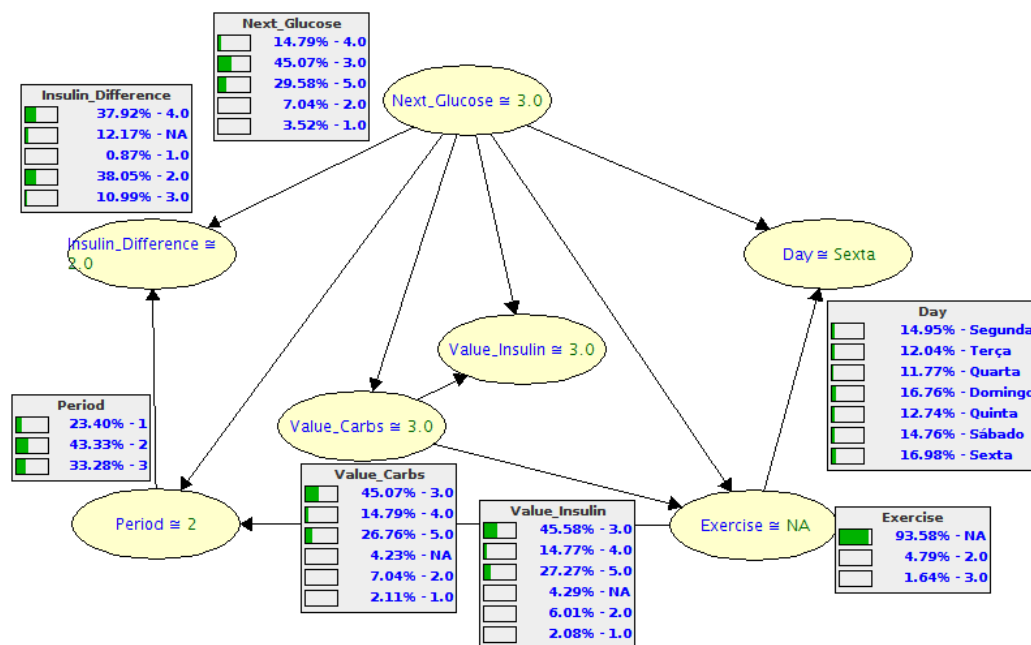 Next_Glucose
14.79% - 4.0
45.07% - 3.0
29.58% - 5.0
7.04% - 2.0
3.52% - 1.0
Next_Glucose ≅ 3.0
Insulin_Difference
37.92% - 4.0
12.17% - NA
0.87% - 1.0
38.05% - 2.0
10.99% - 3.0
Insulin_Difference ≅
2.0
Day ≅ Sexta
Day
14.95% - Segunda
12.04% - Terça
11.77% - Quarta
16.76% - Domingo
12.74% - Quinta
14.76% - Sábado
16.98% - Sexta
Value_Insulin ≅ 3.0
Value_Carbs ≅ 3.0
Period
23.40% - 1
43.33% - 2
33.28% - 3
Period ≅ 2
Value_Carbs
45.07% - 3.0
14.79% - 4.0
26.76% - 5.0
4.23% - NA
7.04% - 2.0
2.11% - 1.0
Value_Insulin
45.58% - 3.0
14.77% - 4.0
27.27% - 5.0
4.29% - NA
6.01% - 2.0
2.08% - 1.0
Exercise ≅ NA
Exercise
93.58% - NA
4.79% - 2.0
1.64% - 3.0